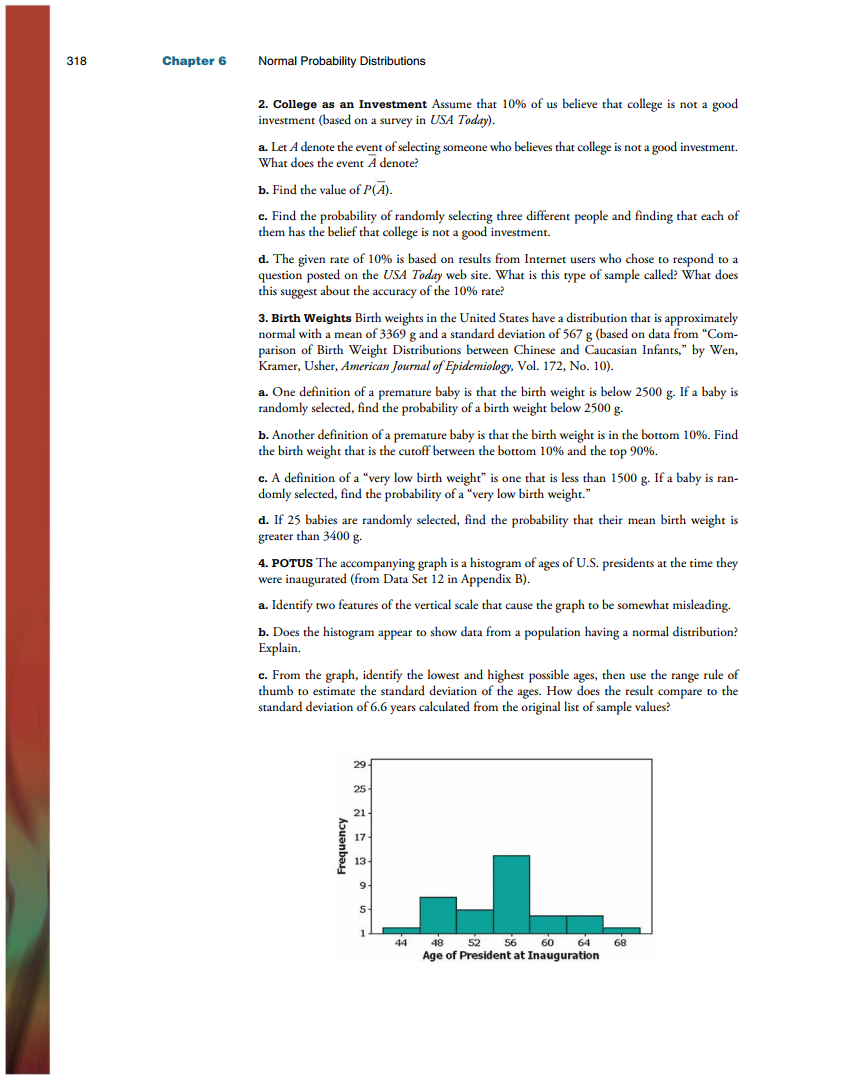 318 Chapter 6 Normal Probability Distributions
2. College as an Investment Assume that 10% of us believe that college is not a good
investment (based on a survey in USA Today).
a. Let A denote the event of selecting someone who believes that college is not a good investment.
What does the event A̅ denote?
b. Find the value of P(A̅).
c. Find the probability of randomly selecting three different people and finding that each of
them has the belief that college is not a good investment.
d. The given rate of 10% is based on results from Internet users who chose to respond to a
question posted on the USA Today web site. What is this type of sample called? What does
this suggest about the accuracy of the 10% rate?
3. Birth Weights Birth weights in the United States have a distribution that is approximately
normal with a mean of 3369 g and a standard deviation of 567 g (based on data from “Com-
parison of Birth Weight Distributions between Chinese and Caucasian Infants,” by Wen,
Kramer, Usher, American Journal of Epidemiology, Vol. 172, No. 10).
a. One definition of a premature baby is that the birth weight is below 2500 g. If a baby is
randomly selected, find the probability of a birth weight below 2500 g.
b. Another definition of a premature baby is that the birth weight is in the bottom 10%. Find
the birth weight that is the cutoff between the bottom 10% and the top 90%.
c. A definition of a “very low birth weight” is one that is less than 1500 g. If a baby is ran-
domly selected, find the probability of a “very low birth weight.”
d. If 25 babies are randomly selected, find the probability that their mean birth weight is
greater than 3400 g.
4. POTUS The accompanying graph is a histogram of ages of U.S. presidents at the time they
were inaugurated (from Data Set 12 in Appendix B).
a. Identify two features of the vertical scale that cause the graph to be somewhat misleading.
b. Does the histogram appear to show data from a population having a normal distribution?
Explain.
c. From the graph, identify the lowest and highest possible ages, then use the range rule of
thumb to estimate the standard deviation of the ages. How does the result compare to the
standard deviation of 6.6 years calculated from the original list of sample values?
Frequency
29
25
21
17
13
9
5
1
44 48 52 56 60 64 68
Age of President at Inauguration